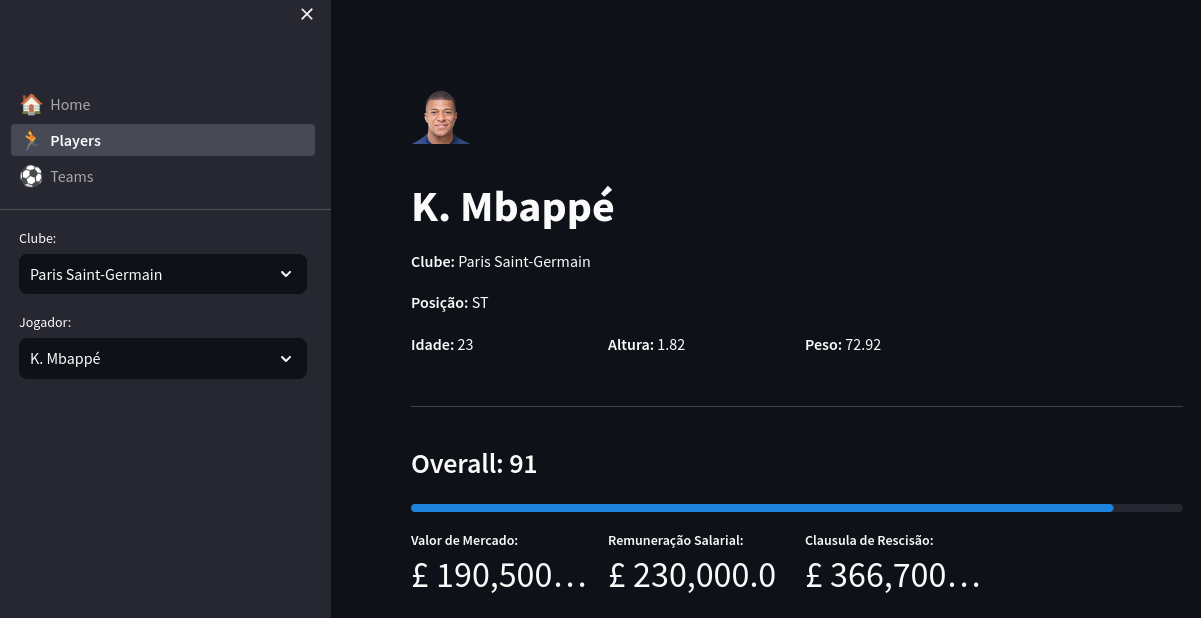 Home
Players
Teams
Clube:
Paris Saint-Germain
Jogador:
K. Mbappé
K. Mbappé
Clube: Paris Saint-Germain
Posição: ST
Idade: 23 Altura: 1.82 Peso: 72.92
Overall: 91
Valor de Mercado: Remuneração Salarial: Clausula de Rescisão:
£ 190,500… £ 230,000.0 £ 366,700…